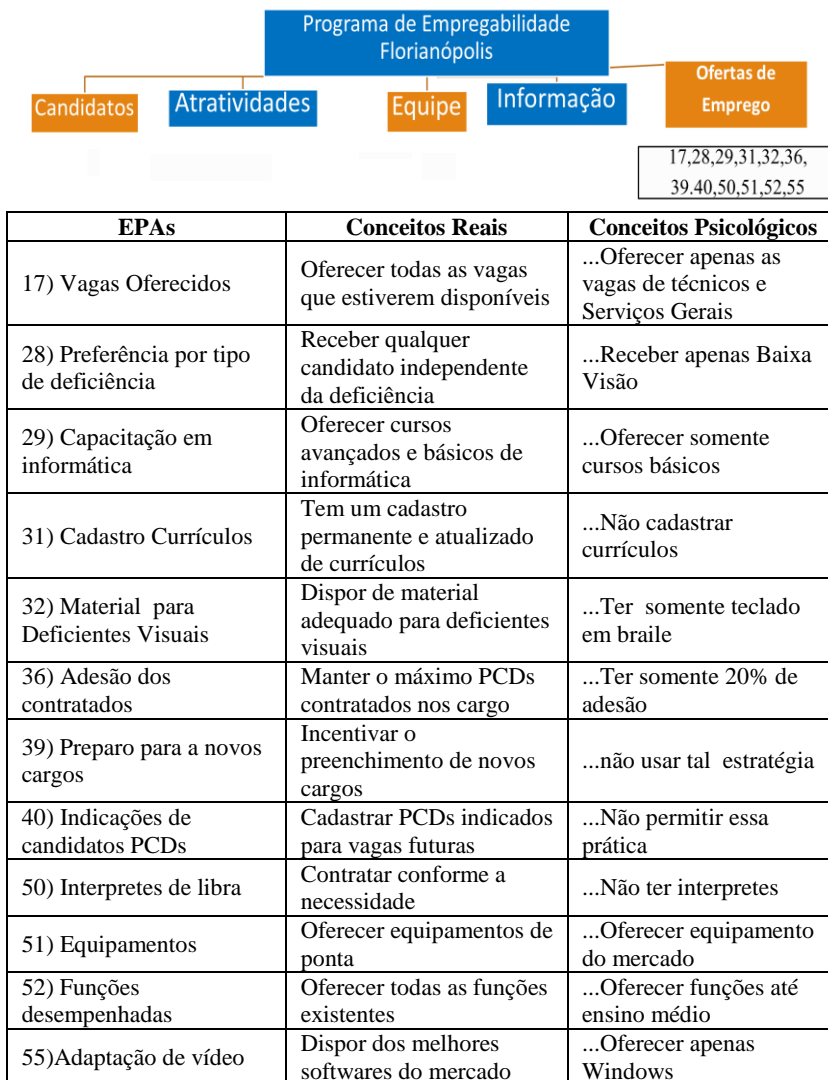 Programa de Empregabilidade
Florianópolis
Candidatos
Atratividades
Equipe
Informação
Ofertas de
Emprego
17,28,29,31,32,36,
39.40,50,51,52,55
EPAs
Conceitos Reais
Conceitos Psicológicos
17) Vagas Oferecidos
Oferecer todas as vagas
que estiverem disponíveis
...Oferecer apenas as
vagas de técnicos e
Serviços Gerais
28) Preferência por tipo
de deficiência
Receber qualquer
candidato independente
da deficiência
...Receber apenas Baixa
Visão
29) Capacitação em
informática
Oferecer cursos
avançados e básicos de
informática
...Oferecer somente
cursos básicos
31) Cadastro Currículos
Tem um cadastro
permanente e atualizado
de currículos
...Não cadastrar
currículos
32) Material para
Deficientes Visuais
Dispor de material
adequado para deficientes
visuais
...Ter somente teclado
em braile
36) Adesão dos
contratados
Manter o máximo PCDs
contratados nos cargo
...Ter somente 20% de
adesão
39) Preparo para a novos
cargos
Incentivar o
preenchimento de novos
cargos
...não usar tal estratégia
40) Indicações de
candidatos PCDs
Cadastrar PCDs indicados
para vagas futuras
...Não permitir essa
prática
50) Interpretes de libra
Contratar conforme a
necessidade
...Não ter interpretes
51) Equipamentos
Oferecer equipamentos de
ponta
...Oferecer equipamento
do mercado
52) Funções
desempenhadas
Oferecer todas as funções
existentes
...Oferecer funções até
ensino médio
55)Adaptação de vídeo
Dispor dos melhores
softwares do mercado
...Oferecer apenas
Windows